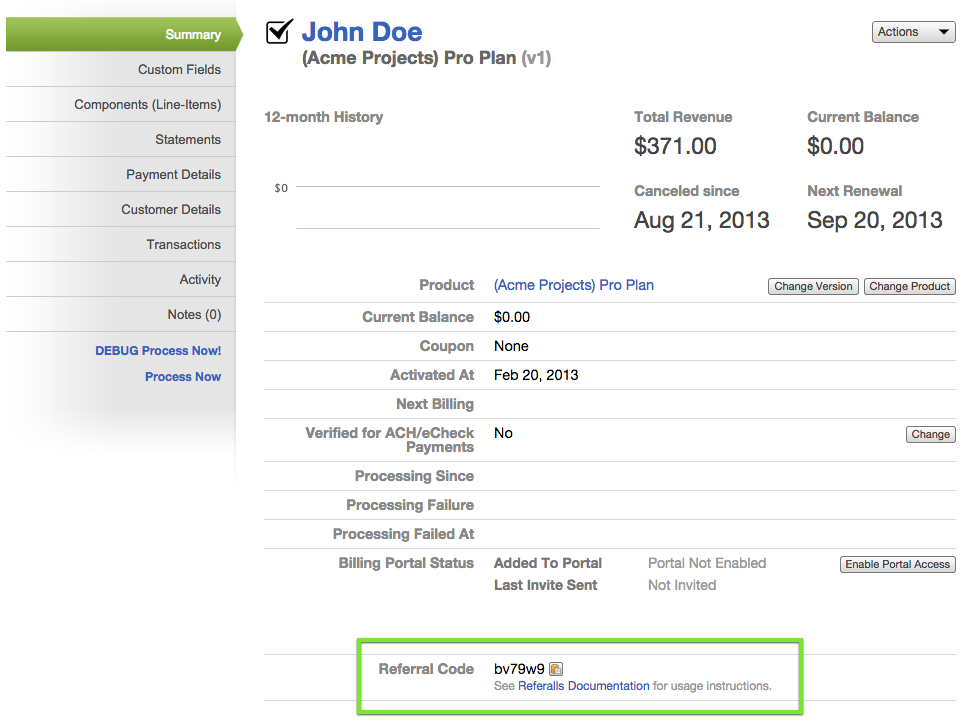 Summary
Custom Fields
Components (Line-Items)
Statements
Payment Details
Customer Details
Transactions
Activity
Notes (0)
DEBUG Process Now!
Process Now
John Doe
Actions
(Acme Projects) Pro Plan (v1)
12-month History
$0
Total Revenue
$371.00
Current Balance
$0.00
Canceled since
Aug 21, 2013
Next Renewal
Sep 20, 2013
Product (Acme Projects) Pro Plan Change Version Change Product
Current Balance $0.00
Coupon None
Activated At Feb 20, 2013
Next Billing
Verified for ACH/eCheck No Change
Payments
Processing Since
Processing Failure
Processing Failed At
Billing Portal Status Added To Portal Portal Not Enabled Enable Portal Access
Last Invite Sent Not Invited
Referral Code bv79w9
See Referalls Documentation for usage instructions.